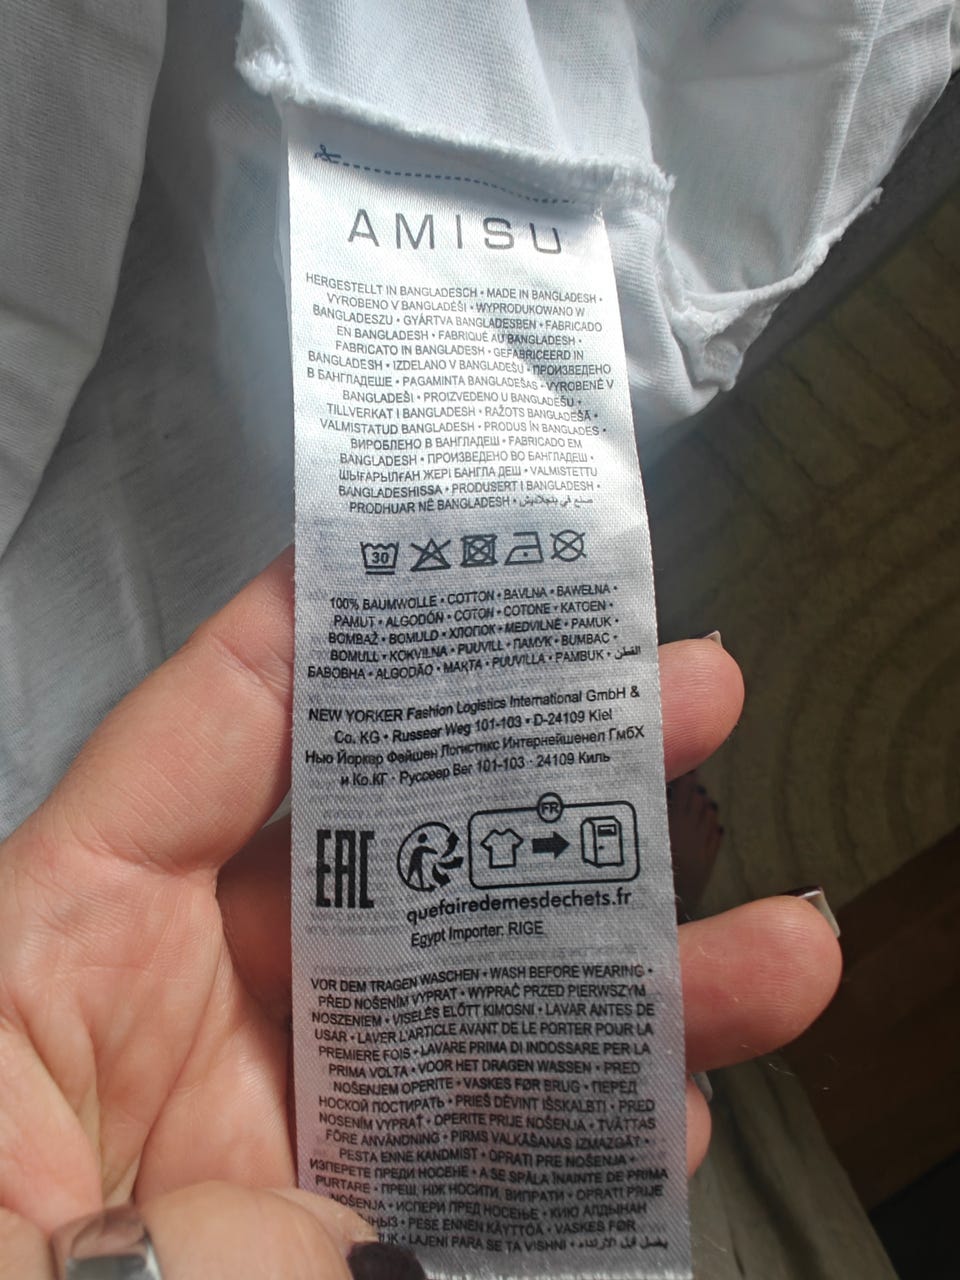 AMISU
HERGESTELLT IN BANGLADESCH • MADE IN BANGLADESH •
VYROBENO V BANGLADÉŠI • WYPRODUKOWANO W
BANGLADESZU • GYÁRTVA BANGLADESBEN • FABRICADO
EN BANGLADESH • FABRIQUÉ AU BANGLADESH •
FABRICATO IN BANGLADESH • GEFABRICEERD IN
BANGLADESH • IZDELANO V BANGLADEŠU • ПРОИЗВЕДЕНО
В БАНГЛАДЕШЕ • PAGAMINTA BANGLADEŠAS • VYROBENÉ V
BANGLADEŠI • PROIZVEDENO U BANGLADEŠU •
TILLVERKAT I BANGLADESH • RAŽOTS BANGLADEŠĀ •
VALMISTATUD BANGLADESH • PRODUS ÎN BANGLADES •
ВИРОБЛЕНО В БАНГЛАДЕШ • FABRICADO EM
BANGLADESH • ПРОИЗВЕДЕНО ВО БАНГЛАДЕШ •
ШЫҒАРЫЛҒАН ЖЕРІ БАНГЛА ДЕШ • VALMISTETTU
BANGLADESHISSA • PRODUSERT I BANGLADESH •
PRODHUAR NË BANGLADESH • صنع في بنجلاديش
30
100% BAUMWOLLE • COTTON • BAVLNA • BAWEŁNA •
PAMUT • ALGODÓN • COTON • COTONE • KATOEN •
BOMBAŽ • BOMULD • ХЛОПОК • MEDVILNĖ • PAMUK •
BOMULL • KOKVILNA • PUUVILL • ПАМУК • BUMBAC •
БАВОВНА • ALGODÃO • МАКТА • PUUVILLA • PAMBUK • القطن
NEW YORKER Fashion Logistics International GmbH &
Co. KG • Russeer Weg 101-103 • D-24109 Kiel
Нью Йоркер Фейшен Логистикс Интернейшенел ГмбХ
и Ко.КГ · Руссеер Вег 101-103 · 24109 Киль
EAC
FR
quefairedemesdechets.fr
Egypt Importer: RIGE
VOR DEM TRAGEN WASCHEN • WASH BEFORE WEARING •
PŘED NOŠENÍM VYPRAT • WYPRAĆ PRZED PIERWSZYM
NOSZENIEM • VISELÉS ELŐTT KIMOSNI • LAVAR ANTES DE
USAR • LAVER L'ARTICLE AVANT DE LE PORTER POUR LA
PREMIERE FOIS • LAVARE PRIMA DI INDOSSARE PER LA
PRIMA VOLTA • VOOR HET DRAGEN WASSEN • PRED
NOŠENJEM OPERITE • VASKES FØR BRUG • ПЕРЕД
НОСКОЙ ПОСТИРАТЬ • PRIEŠ DĖVINT IŠSKALBTI • PRED
NOSENÍM VYPRAŤ • OPERITE PRIJE NOŠENJA • TVÄTTAS
FÖRE ANVÄNDNING • PIRMS VALKĀŠANAS IZMAZGĀT •
PESTA ENNE KANDMIST • OPRATI PRE NOŠENJA •
ИЗПЕРЕТЕ ПРЕДИ НОСЕНЕ • A SE SPĂLA ÎNAINTE DE PRIMA
PURTARE • ПРЕШ, НІЖ НОСИТИ, ВИПРАТИ • OPRATI PRIJE
NOŠENJA • ИСПЕРИ ПРЕД НОСЕЊЕ • КИЮ АЛДЫНАН
• PESE ENNEN KÄYTTÖÄ • VASKES FØR
• LAJENI PARA SE TA VISHNI • يغسل قبل الارتداء •